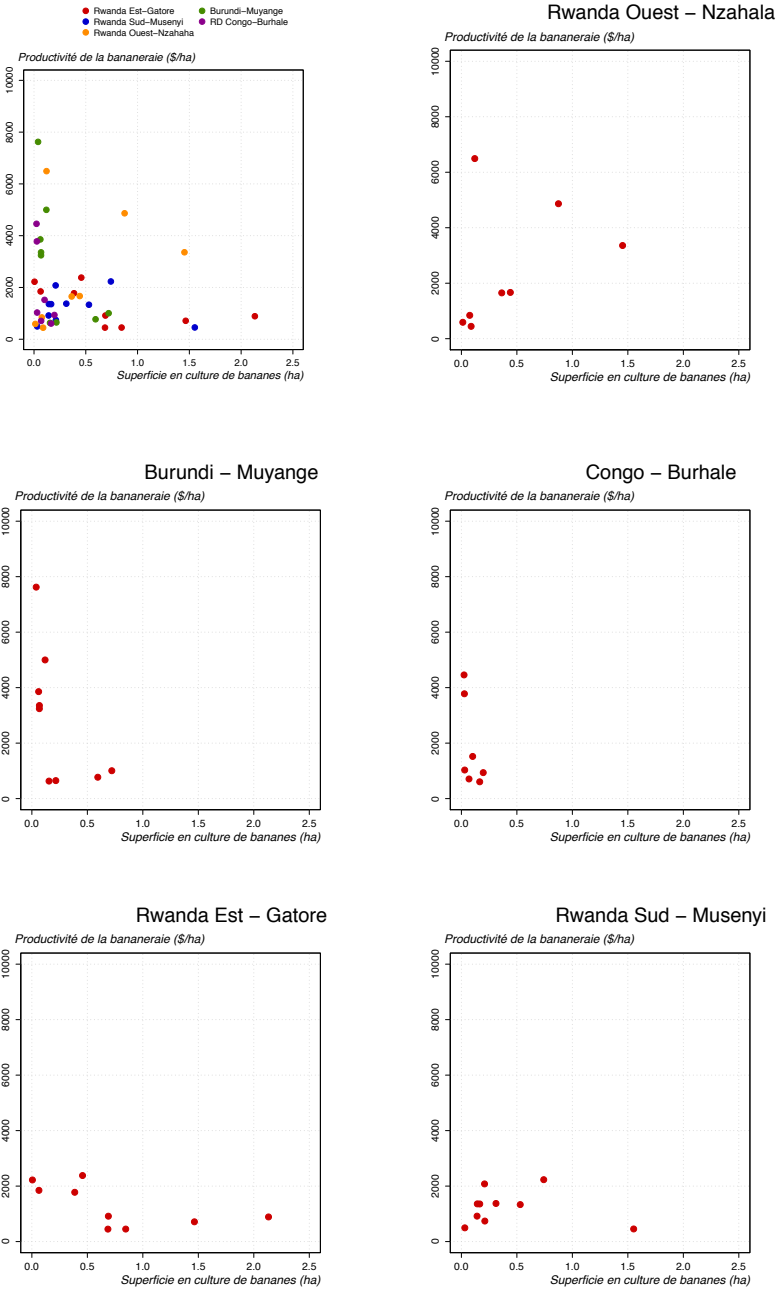 Rwanda Est−Gatore
Rwanda Sud−Musenyi
Rwanda Ouest−Nzahaha
Burundi−Muyange
RD Congo−Burhale
Productivité de la bananeraie ($/ha)
10000
8000
6000
4000
2000
0
0.0 0.5 1.0 1.5 2.0 2.5
Superficie en culture de bananes (ha)
Rwanda Ouest − Nzahala
Productivité de la bananeraie ($/ha)
10000
8000
6000
4000
2000
0
0.0 0.5 1.0 1.5 2.0 2.5
Superficie en culture de bananes (ha)
Burundi − Muyange
Productivité de la bananeraie ($/ha)
10000
8000
6000
4000
2000
0
0.0 0.5 1.0 1.5 2.0 2.5
Superficie en culture de bananes (ha)
Congo − Burhale
Productivité de la bananeraie ($/ha)
10000
8000
6000
4000
2000
0
0.0 0.5 1.0 1.5 2.0 2.5
Superficie en culture de bananes (ha)
Rwanda Est − Gatore
Productivité de la bananeraie ($/ha)
10000
8000
6000
4000
2000
0
0.0 0.5 1.0 1.5 2.0 2.5
Superficie en culture de bananes (ha)
Rwanda Sud − Musenyi
Productivité de la bananeraie ($/ha)
10000
8000
6000
4000
2000
0
0.0 0.5 1.0 1.5 2.0 2.5
Superficie en culture de bananes (ha)